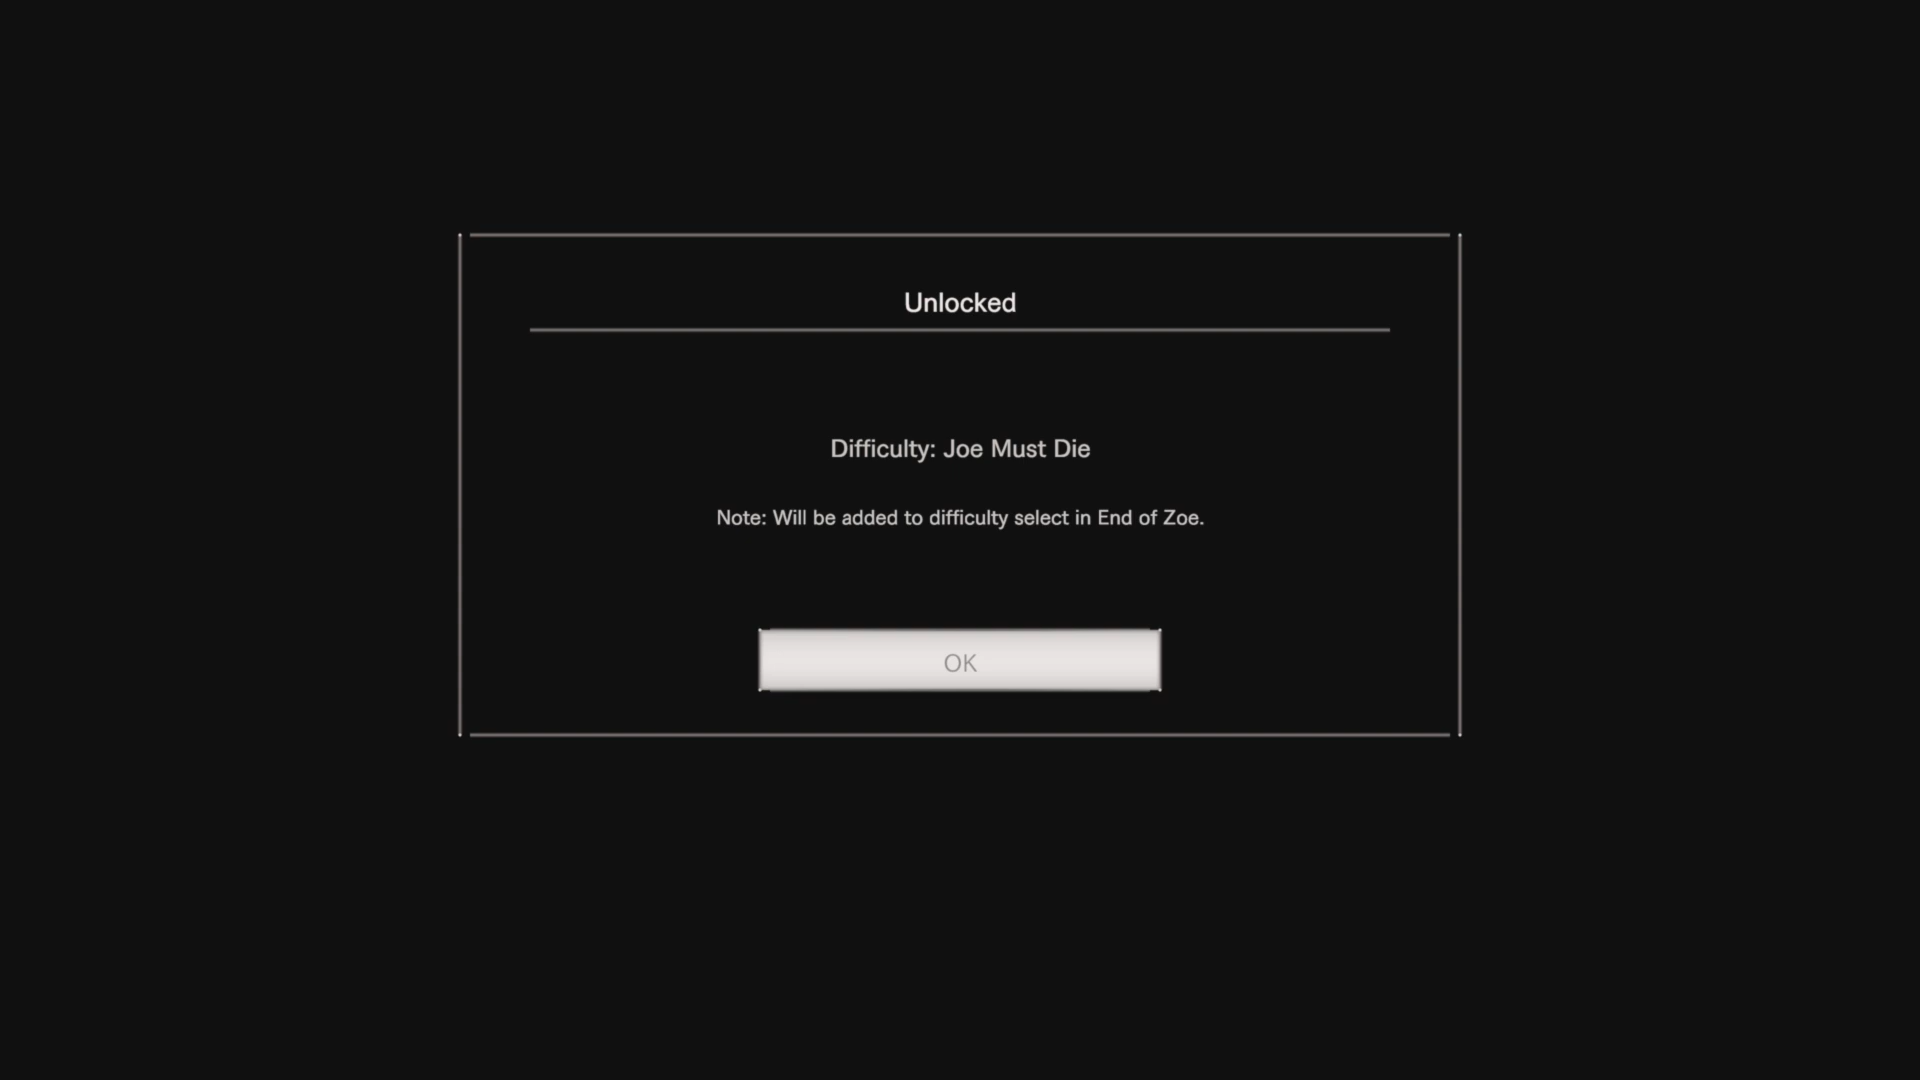 Unlocked
Difficulty: Joe Must Die
Note: Will be added to difficulty select in End of Zoe.
OK